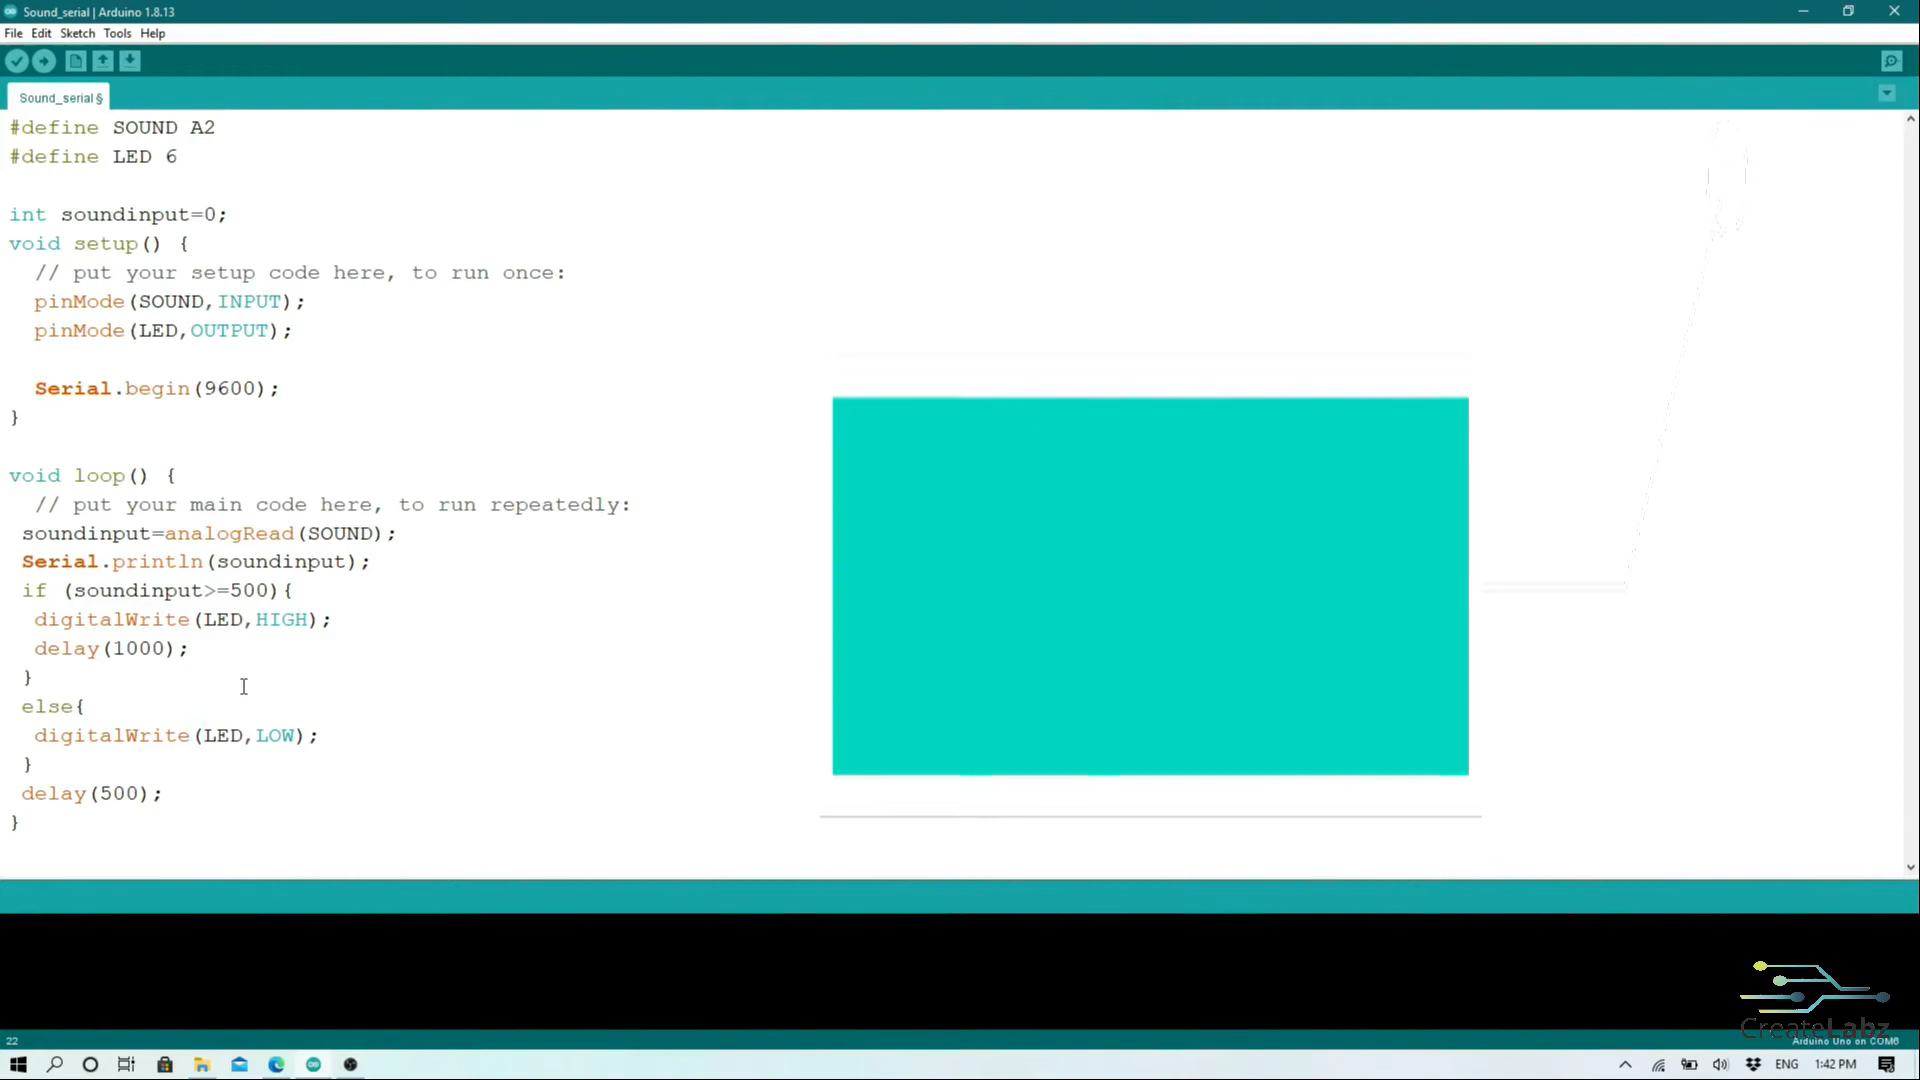 Sound_serial | Arduino 1.8.13
File Edit Sketch Tools Help
Sound_serial §
#define SOUND A2
#define LED 6
int soundinput=0;
void setup() {
// put your setup code here, to run once:
pinMode(SOUND,INPUT);
pinMode(LED,OUTPUT);
Serial.begin(9600);
}
void loop() {
// put your main code here, to run repeatedly:
soundinput=analogRead(SOUND);
Serial.println(soundinput);
if (soundinput>=500){
digitalWrite(LED,HIGH);
delay(1000);
}
else{
digitalWrite(LED,LOW);
}
delay(500);
}
CreateLabz
22
Arduino Uno on COM6
ENG 1:42 PM